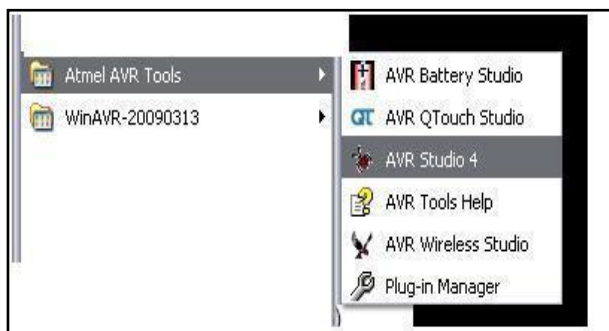 Atmel AVR Tools
WinAVR-20090313
AVR Battery Studio
AVR QTouch Studio
AVR Studio 4
AVR Tools Help
AVR Wireless Studio
Plug-in Manager